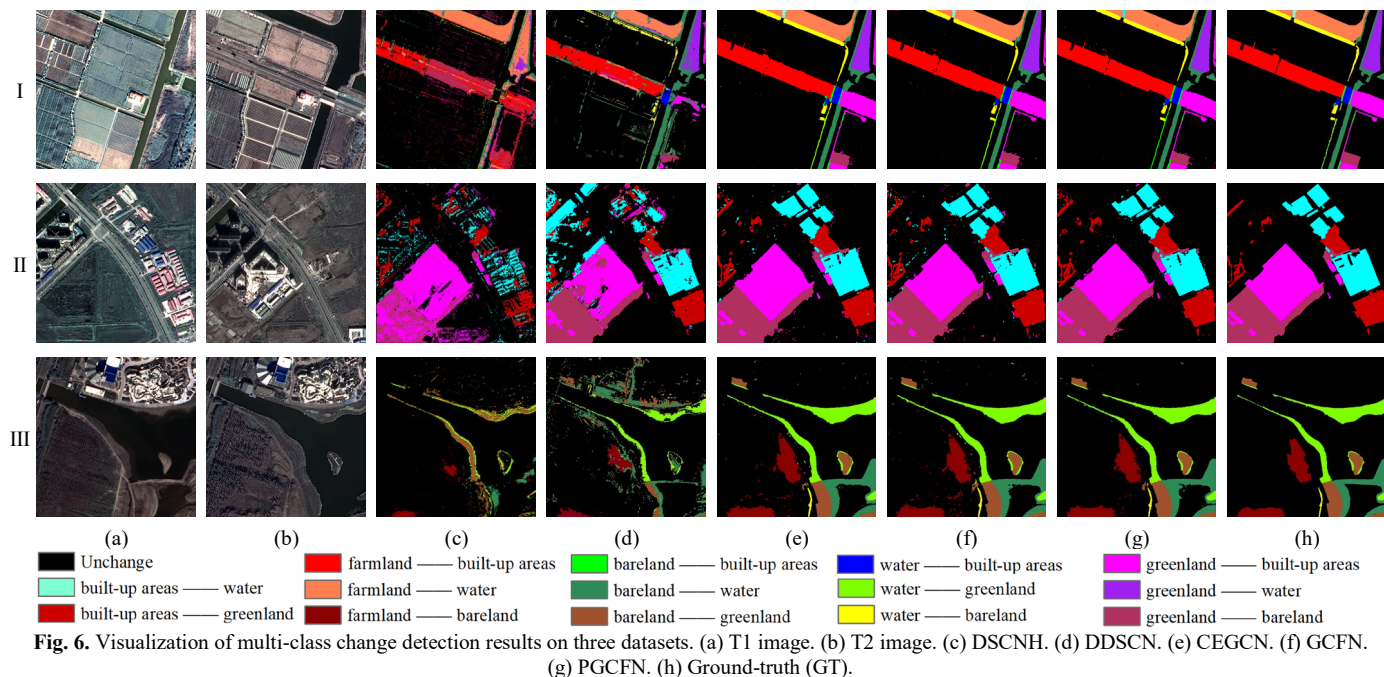 I
II
III
(a) (b) (c) (d) (e) (f) (g) (h)
Unchange farmland —— built-up areas bareland —— built-up areas water —— built-up areas greenland —— built-up areas
built-up areas —— water farmland —— water bareland —— water water —— greenland greenland —— water
built-up areas —— greenland farmland —— bareland bareland —— greenland water —— bareland greenland —— bareland
Fig. 6. Visualization of multi-class change detection results on three datasets. (a) T1 image. (b) T2 image. (c) DSCNH. (d) DDSCN. (e) CEGCN. (f) GCFN.
(g) PGCFN. (h) Ground-truth (GT).